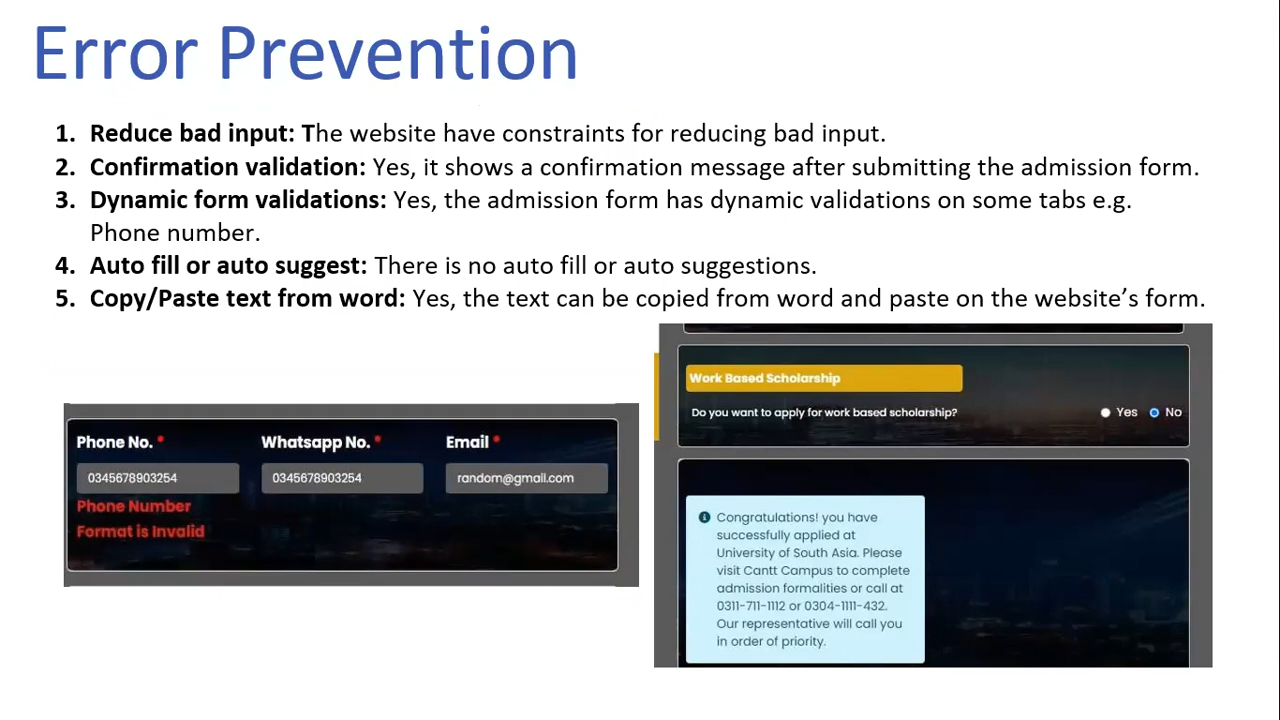 Error Prevention
1. Reduce bad input: The website have constraints for reducing bad input.
2. Confirmation validation: Yes, it shows a confirmation message after submitting the admission form.
3. Dynamic form validations: Yes, the admission form has dynamic validations on some tabs e.g.
Phone number.
4. Auto fill or auto suggest: There is no auto fill or auto suggestions.
5. Copy/Paste text from word: Yes, the text can be copied from word and paste on the website’s form.
Phone No. * Whatsapp No. * Email *
0345678903254 0345678903254 random@gmail.com
Phone Number
Format is Invalid
Work Based Scholarship
Do you want to apply for work based scholarship? Yes No
Congratulations! you have
successfully applied at
University of South Asia. Please
visit Cantt Campus to complete
admission formalities or call at
0311-711-1112 or 0304-1111-432.
Our representative will call you
in order of priority.